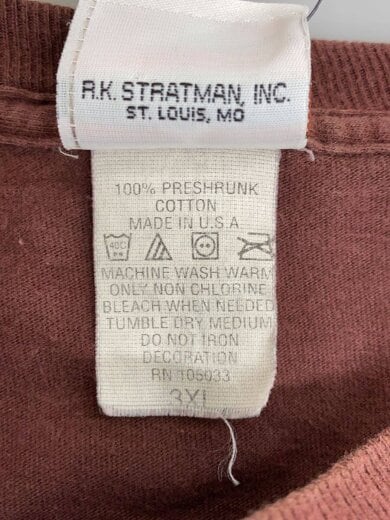 R.K. STRATMAN, INC.
ST. LOUIS, MO
100% PRESHRUNK
COTTON
MADE IN U.S.A
40C
MACHINE WASH WARM
ONLY NON CHLORINE
BLEACH WHEN NEEDED
TUMBLE DRY MEDIUM
DO NOT IRON
DECORATION
RN 105033
3XL